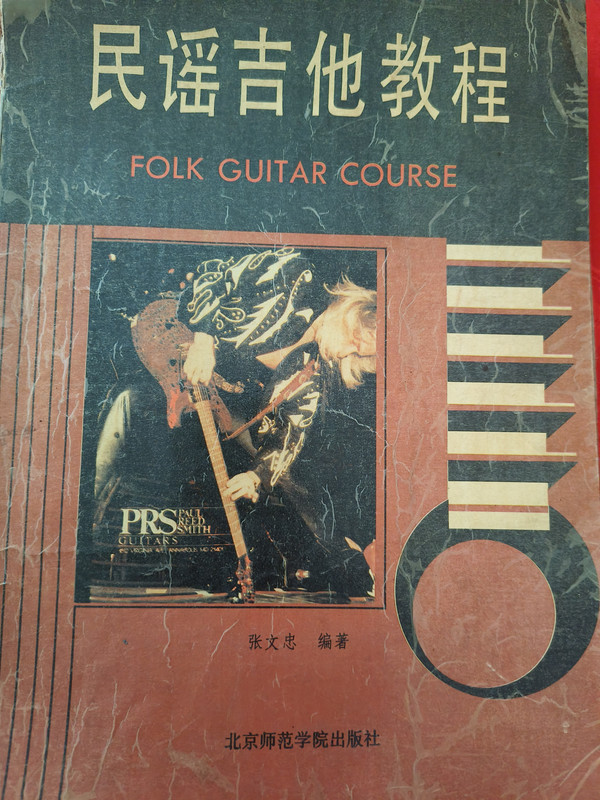 民谣吉他教程
FOLK GUITAR COURSE
PRS PAUL
REED
SMITH
GUITARS
张文忠 编著
北京师范学院出版社